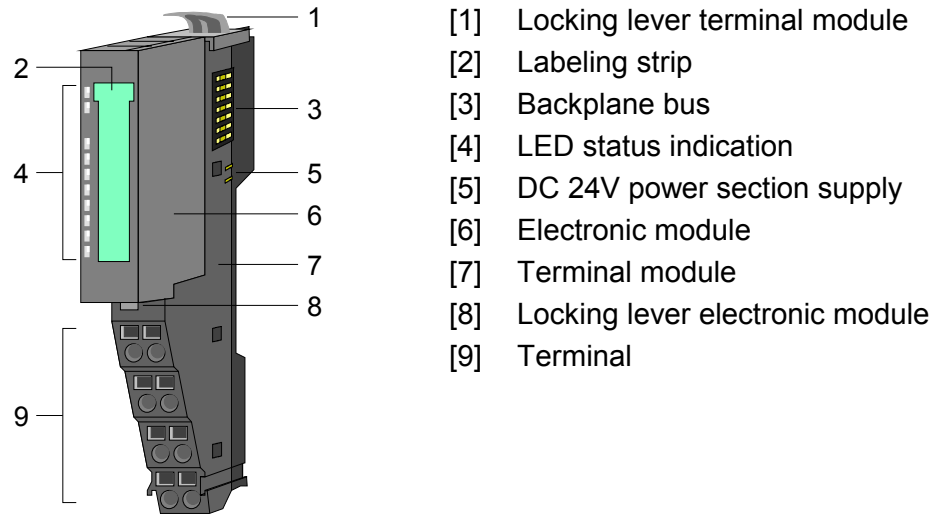 1
2
3
4
5
6
7
8
9
[1] Locking lever terminal module
[2] Labeling strip
[3] Backplane bus
[4] LED status indication
[5] DC 24V power section supply
[6] Electronic module
[7] Terminal module
[8] Locking lever electronic module
[9] Terminal